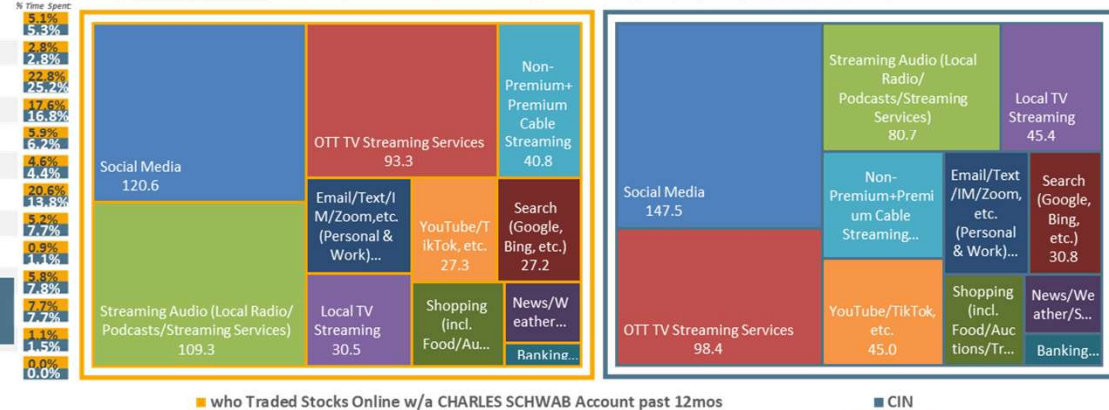 % Time Spent:
5.1%
5.3%
2.8%
2.8%
22.8%
25.2%
17.6%
16.8%
5.9%
6.2%
4.6%
4.4%
20.6%
13.8%
5.2%
7.7%
0.9%
1.1%
5.8%
7.8%
7.7%
7.7%
1.1%
1.5%
0.0%
0.0%
Social Media
120.6
Streaming Audio (Local Radio/
Podcasts/Streaming Services)
109.3
OTT TV Streaming Services
93.3
Non-
Premium+
Premium
Cable
Streaming
40.8
Email/Text/I
M/Zoom,etc.
(Personal &
Work)...
Local TV
Streaming
30.5
YouTube/T
ikTok, etc.
27.3
Search
(Google,
Bing, etc.)
27.2
Shopping
(incl.
Food/Au...
News/W
eather...
Banking...
Social Media
147.5
OTT TV Streaming Services
98.4
Streaming Audio (Local
Radio/
Podcasts/Streaming
Services)
80.7
Local TV
Streaming
45.4
Non-
Premium+Premi
um Cable
Streaming...
YouTube/TikTok,
etc.
45.0
Email/Text
/IM/Zoom,
etc.
(Personal
& Work)...
Search
(Google,
Bing,
etc.)
30.8
Shopping
(incl.
Food/Auc
tions/Tr...
News/We
ather/S...
Banking...
who Traded Stocks Online w/a CHARLES SCHWAB Account past 12mos
CIN